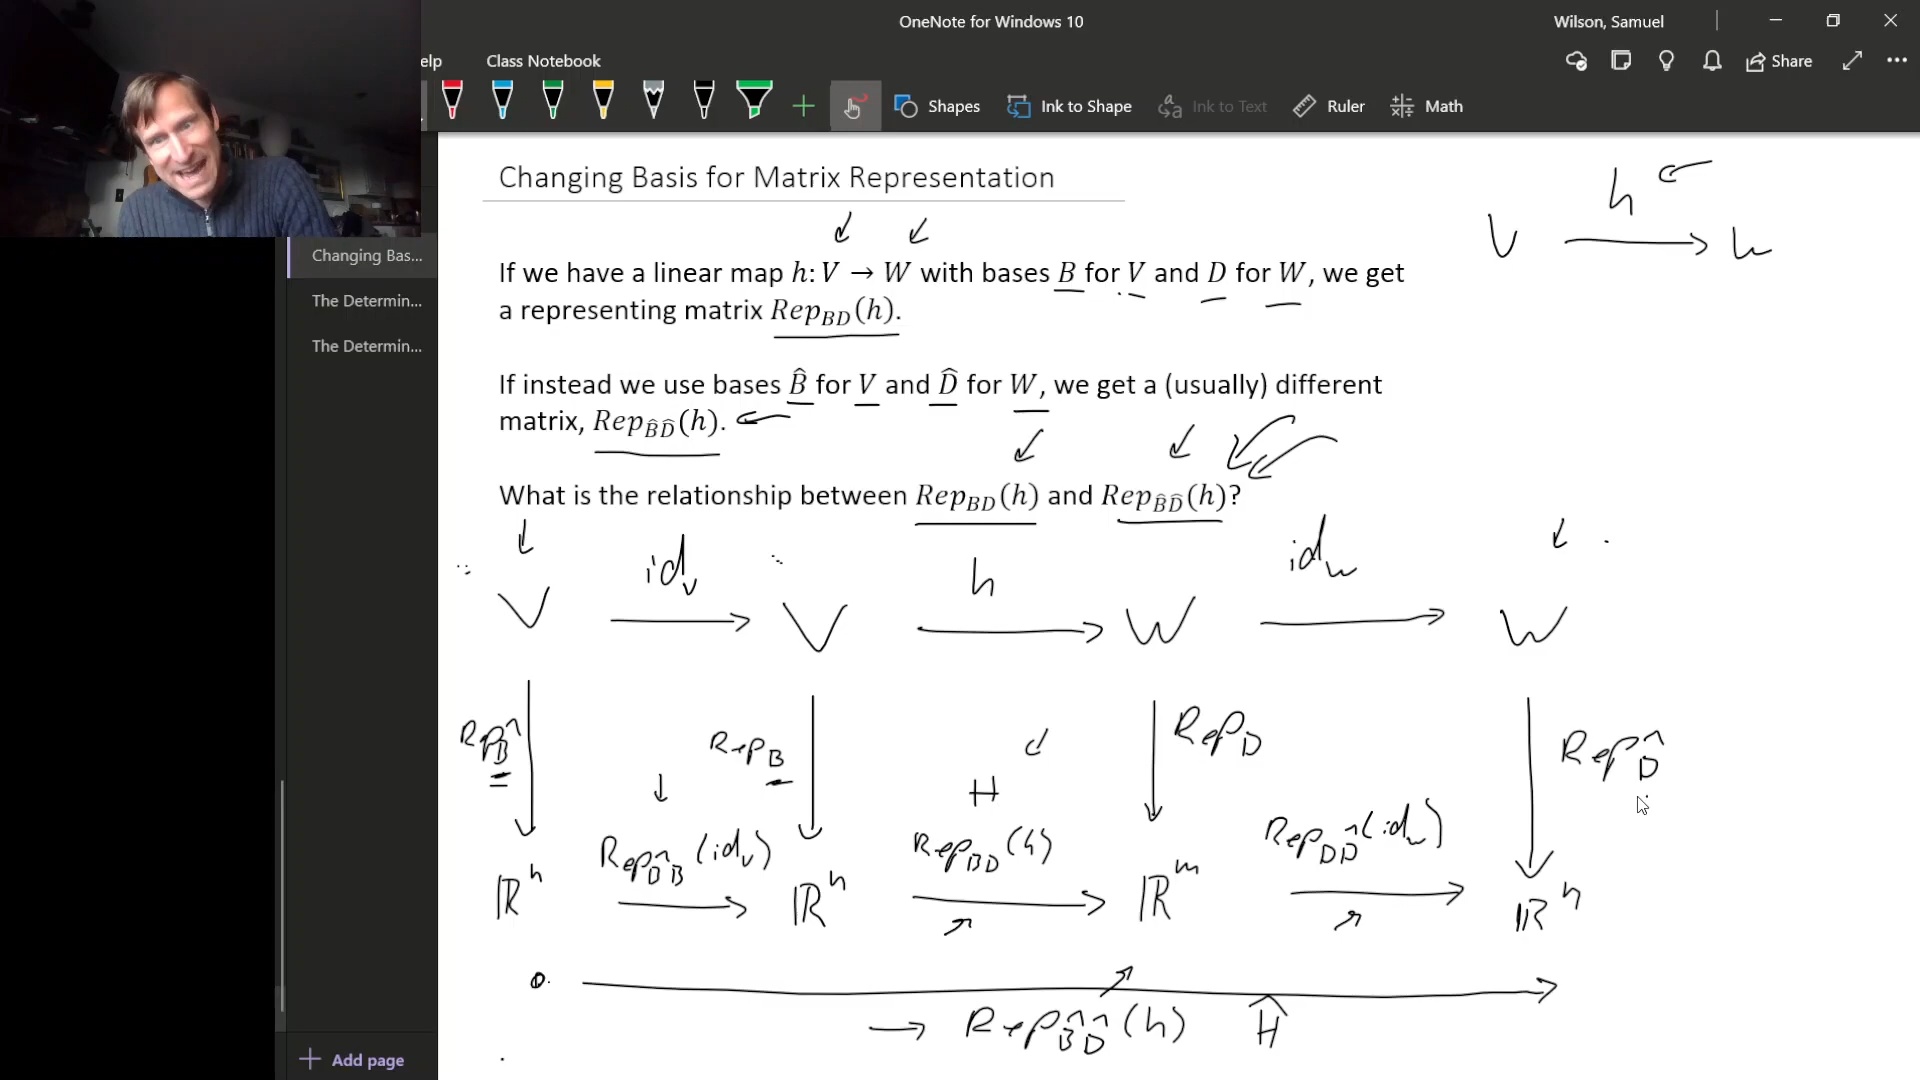 OneNote for Windows 10
Wilson, Samuel
elp Class Notebook
Share
Shapes
Ink to Shape
Ink to Text
Ruler
Math
Changing Bas...
The Determin...
The Determin...
Add page
Changing Basis for Matrix Representation
h
V → W
If we have a linear map h: V → W with bases B for V and D for W, we get
a representing matrix Rep_BD(h).
If instead we use bases B̂ for V and D̂ for W, we get a (usually) different
matrix, Rep_B̂D̂(h).
What is the relationship between Rep_BD(h) and Rep_B̂D̂(h)?
id_V h id_W
V → V → W → W
Rep_B̂ Rep_B Rep_D Rep_D̂
H
Rep_B̂B(id_V) Rep_BD(h) Rep_DD̂(id_W)
ℝ^n → ℝ^n → ℝ^m → ℝ^n
→ Rep_B̂D̂(h) Ĥ